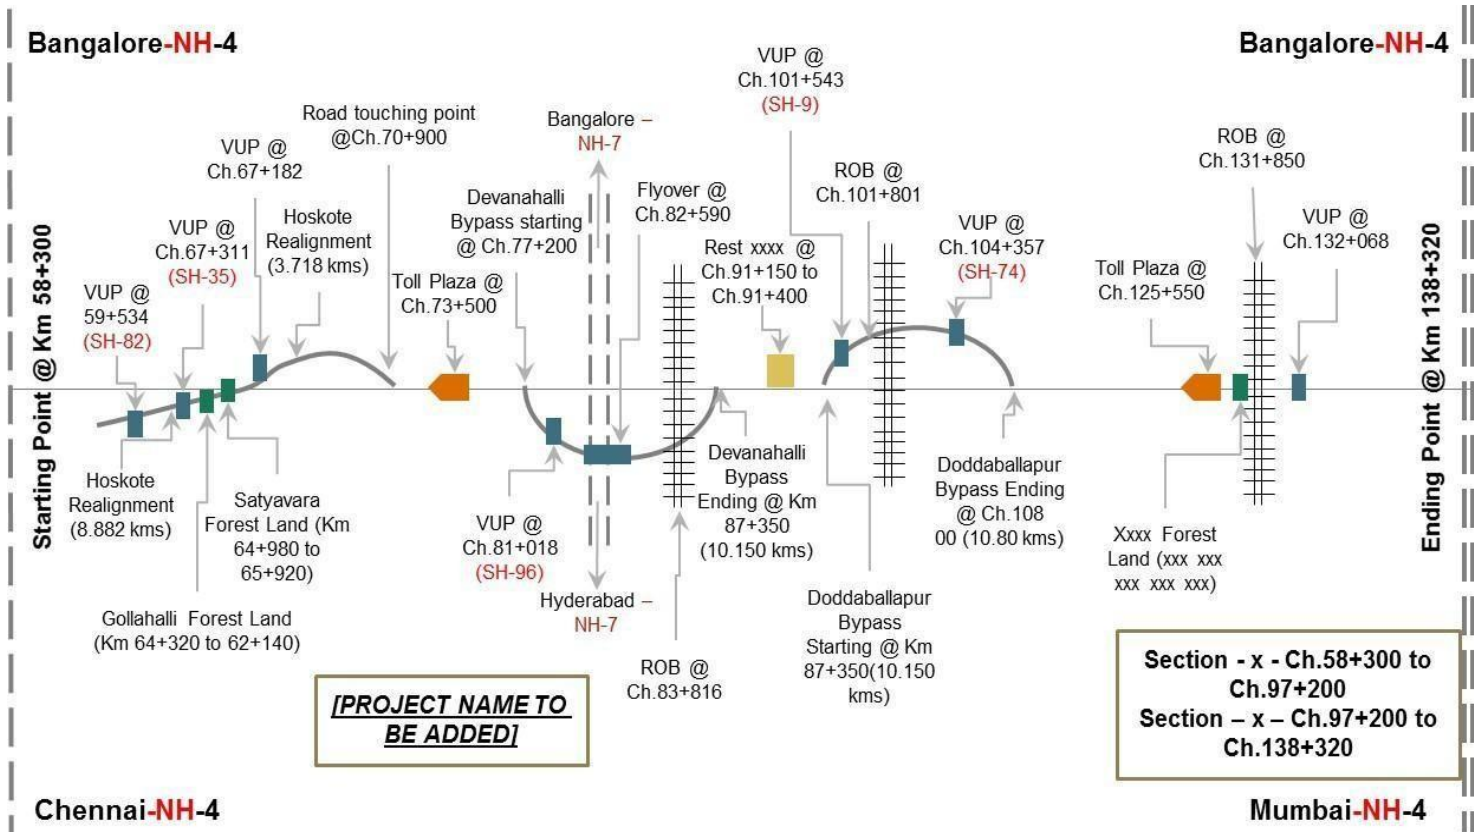 Bangalore-NH-4
Bangalore-NH-4
Starting Point @ Km 58+300
VUP @
59+534
(SH-82)
VUP @
Ch.67+311
(SH-35)
VUP @
Ch.67+182
Hoskote
Realignment
(3.718 kms)
Road touching point
@Ch.70+900
Toll Plaza @
Ch.73+500
Devanahalli
Bypass starting
@ Ch.77+200
Bangalore –
NH-7
Flyover @
Ch.82+590
Rest xxxx @
Ch.91+150 to
Ch.91+400
VUP @
Ch.101+543
(SH-9)
ROB @
Ch.101+801
VUP @
Ch.104+357
(SH-74)
Toll Plaza @
Ch.125+550
ROB @
Ch.131+850
VUP @
Ch.132+068
Ending Point @ Km 138+320
Hoskote
Realignment
(8.882 kms)
Satyavara
Forest Land (Km
64+980 to
65+920)
Gollahalli Forest Land
(Km 64+320 to 62+140)
VUP @
Ch.81+018
(SH-96)
Hyderabad –
NH-7
ROB @
Ch.83+816
Devanahalli
Bypass
Ending @ Km
87+350
(10.150 kms)
Doddaballapur
Bypass
Starting @ Km
87+350(10.150
kms)
Doddaballapur
Bypass Ending
@ Ch.108
00 (10.80 kms)
Xxxx Forest
Land (xxx xxx
xxx xxx xxx)
[PROJECT NAME TO
BE ADDED]
Section - x - Ch.58+300 to
Ch.97+200
Section – x – Ch.97+200 to
Ch.138+320
Chennai-NH-4
Mumbai-NH-4